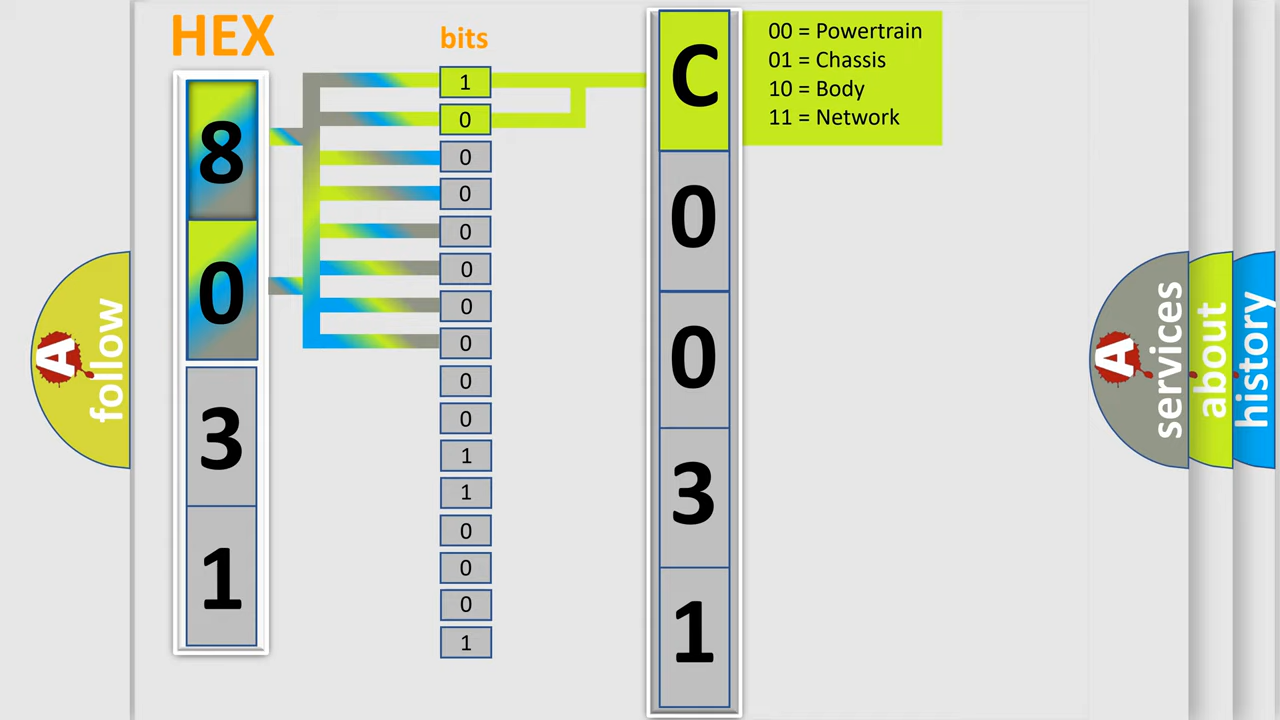 HEX
bits
8
0
3
1
1
0
0
0
0
0
0
0
0
0
1
1
0
0
0
1
C
0
0
3
1
00 = Powertrain
01 = Chassis
10 = Body
11 = Network
A
follow
A
services
about
history